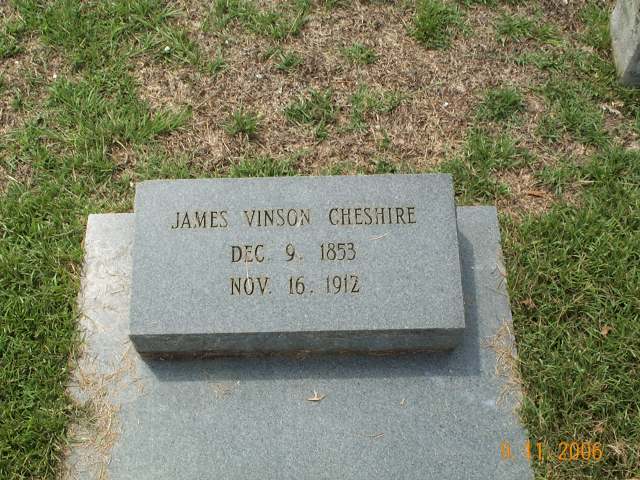 JAMES VINSON CHESHIRE
DEC. 9. 1853
NOV. 16. 1912
9.11.2006